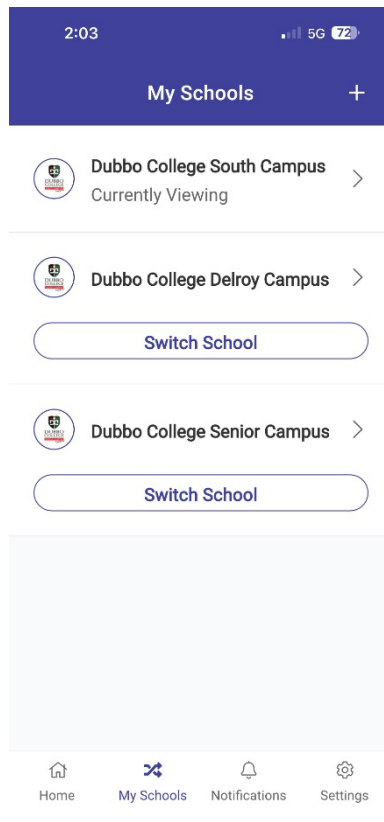 2:03 5G 72
My Schools +
Dubbo College South Campus
Currently Viewing
Dubbo College Delroy Campus
Switch School
Dubbo College Senior Campus
Switch School
Home My Schools Notifications Settings